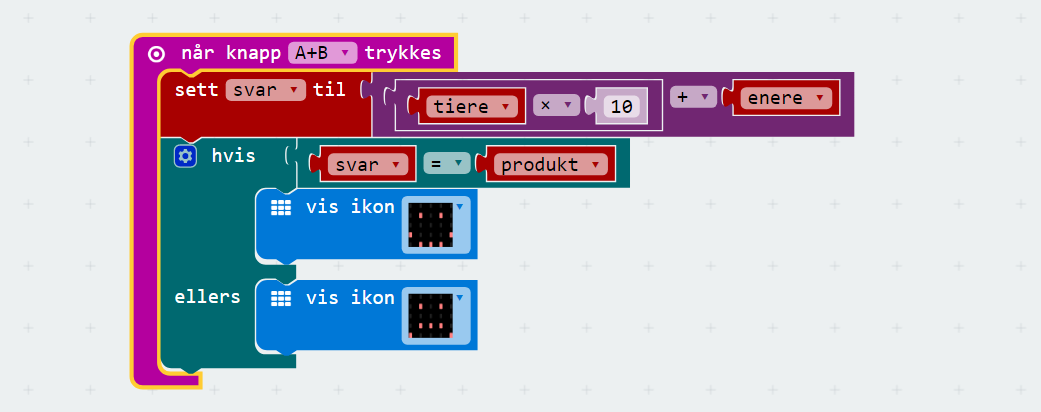 når knapp A+B trykkes
sett svar til tiere × 10 + enere
hvis svar = produkt
vis ikon
ellers vis ikon